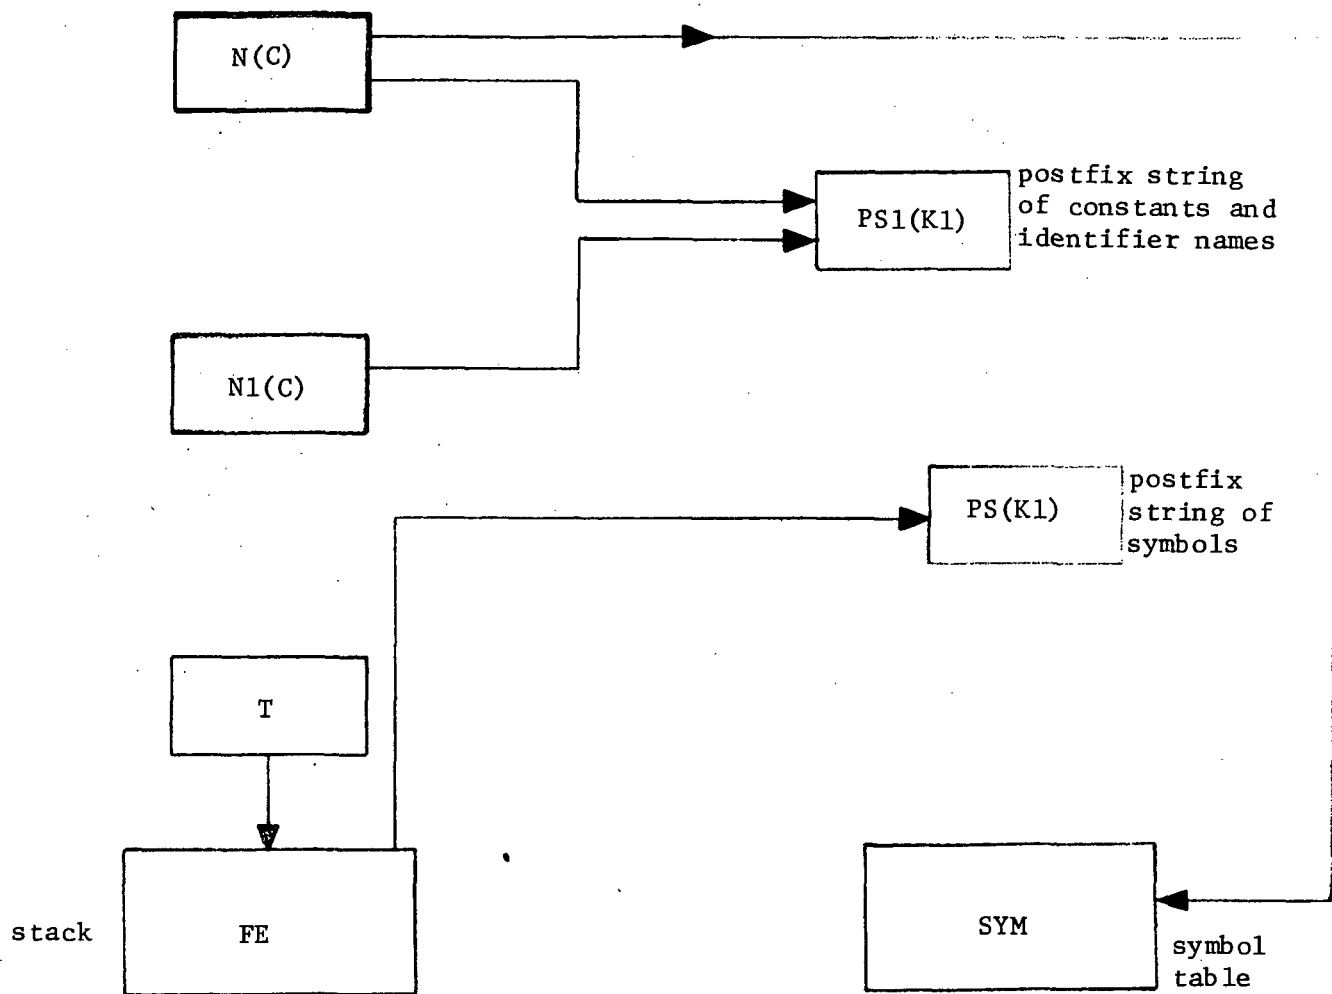 N(C)
PS1(K1)
postfix string
of constants and
identifier names
N1(C)
PS(K1)
postfix
string of
symbols
T
stack
FE
SYM
symbol
table